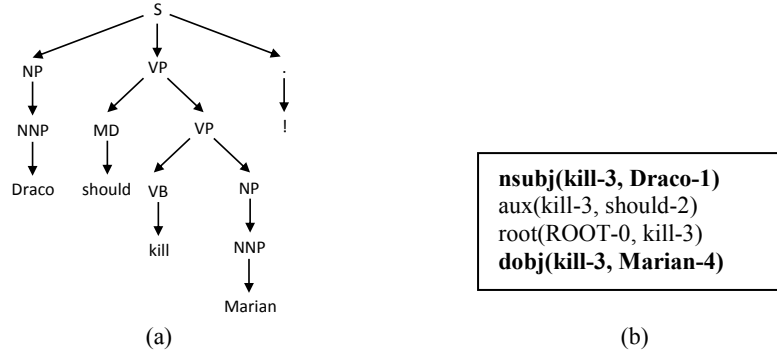 S
NP VP .
NNP MD VP !
Draco should VB NP
kill NNP
Marian
(a)
nsubj(kill-3, Draco-1)
aux(kill-3, should-2)
root(ROOT-0, kill-3)
dobj(kill-3, Marian-4)
(b)